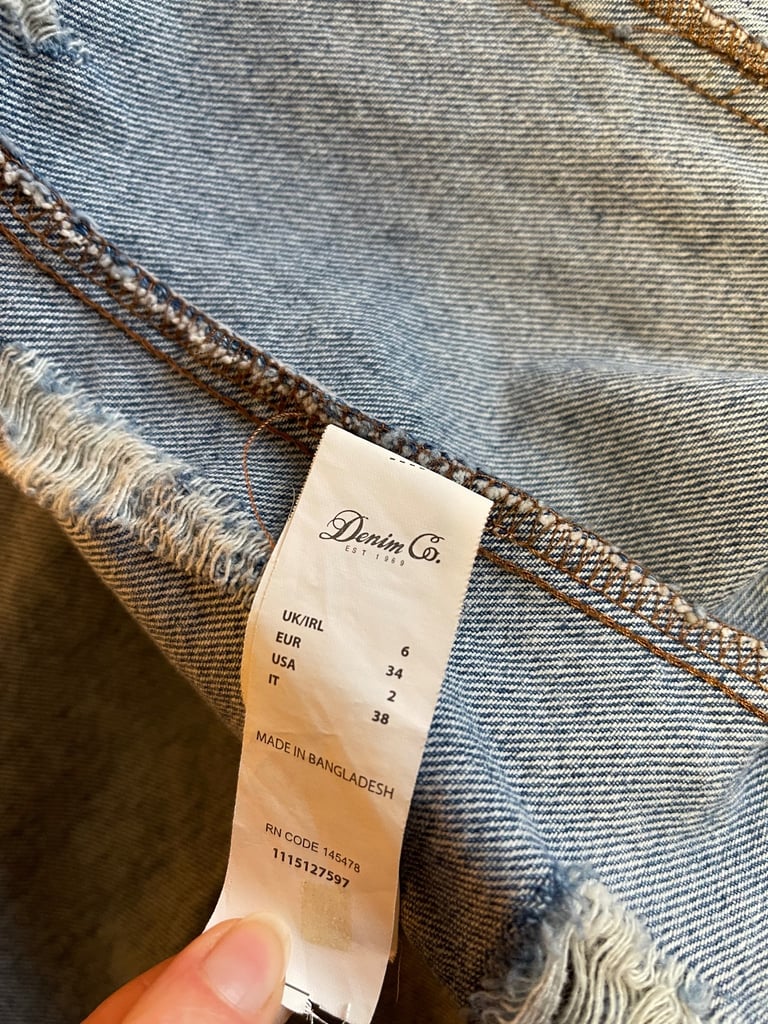 Denim Co.
EST 1969
UK/IRL 6
EUR 34
USA 2
IT 38
MADE IN BANGLADESH
RN CODE 145478
1115127597